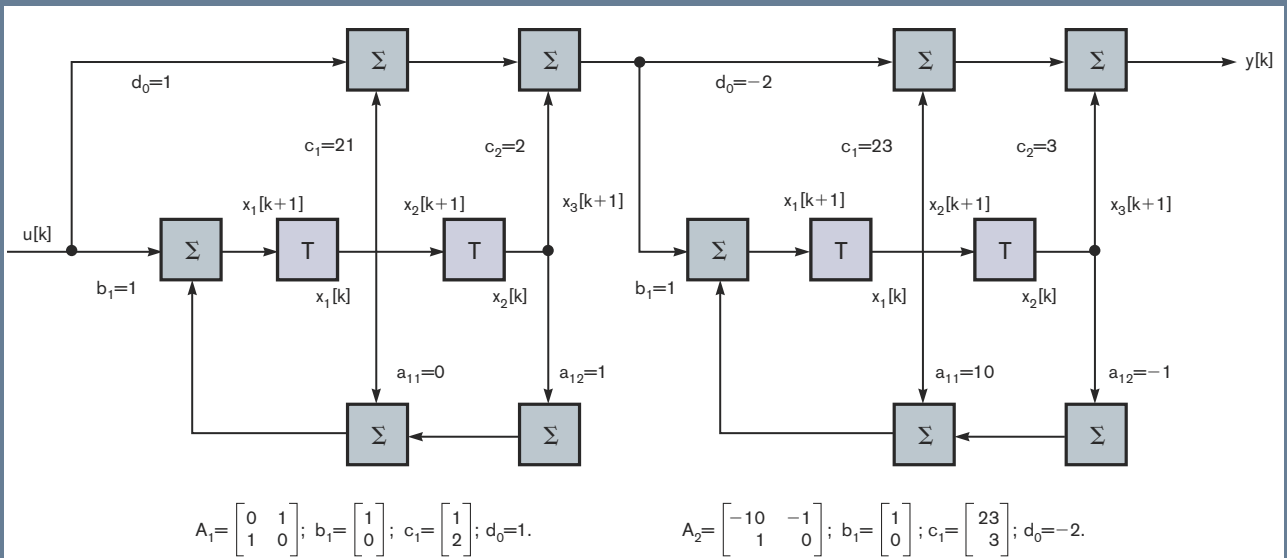 Σ Σ Σ Σ y[k]
d₀=1 d₀=−2
c₁=21 c₂=2 c₁=23 c₂=3
x₁[k+1] x₂[k+1] x₃[k+1] x₁[k+1] x₂[k+1] x₃[k+1]
u[k] Σ T T Σ T T
b₁=1 x₁[k] x₂[k] b₁=1 x₁[k] x₂[k]
a₁₁=0 a₁₂=1 a₁₁=10 a₁₂=−1
Σ Σ Σ Σ
A₁= [0 1; 1 0]; b₁= [1; 0]; c₁= [1; 2]; d₀=1. A₂= [−10 −1; 1 0]; b₁= [1; 0]; c₁= [23; 3]; d₀=−2.